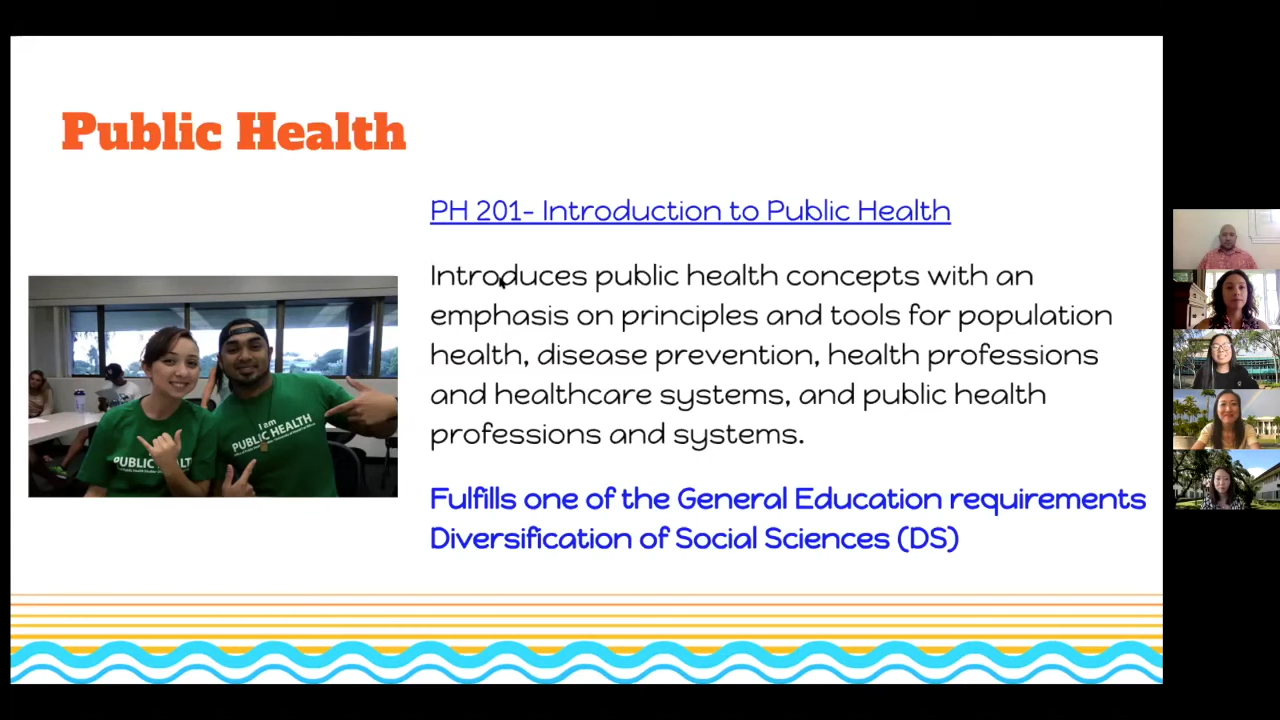 Public Health
PH 201- Introduction to Public Health
Introduces public health concepts with an
emphasis on principles and tools for population
health, disease prevention, health professions
and healthcare systems, and public health
professions and systems.
Fulfills one of the General Education requirements
Diversification of Social Sciences (DS)
I am
PUBLIC HEALT
I am
PUBLIC HEALTH